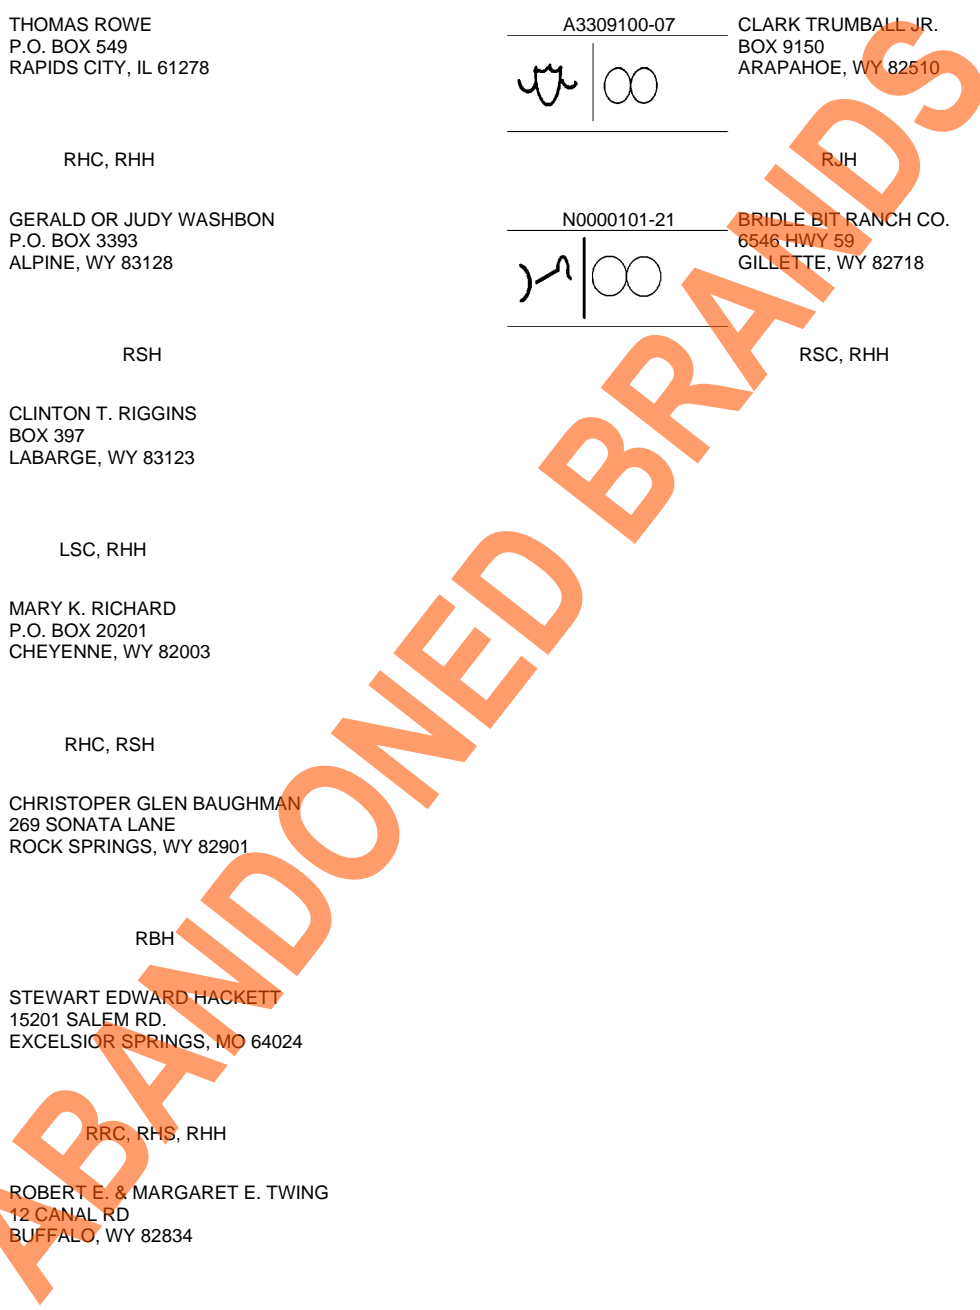 THOMAS ROWE
P.O. BOX 549
RAPIDS CITY, IL 61278
RHC, RHH
GERALD OR JUDY WASHBON
P.O. BOX 3393
ALPINE, WY 83128
RSH
CLINTON T. RIGGINS
BOX 397
LABARGE, WY 83123
LSC, RHH
MARY K. RICHARD
P.O. BOX 20201
CHEYENNE, WY 82003
RHC, RSH
CHRISTOPER GLEN BAUGHMAN
269 SONATA LANE
ROCK SPRINGS, WY 82901
RBH
STEWART EDWARD HACKETT
15201 SALEM RD.
EXCELSIOR SPRINGS, MO 64024
RRC, RHS, RHH
ROBERT E. & MARGARET E. TWING
12 CANAL RD
BUFFALO, WY 82834
A3309100-07
CLARK TRUMBALL JR.
BOX 9150
ARAPAHOE, WY 82510
RJH
N0000101-21
BRIDLE BIT RANCH CO.
6546 HWY 59
GILLETTE, WY 82718
RSC, RHH
ABANDONED BRANDS